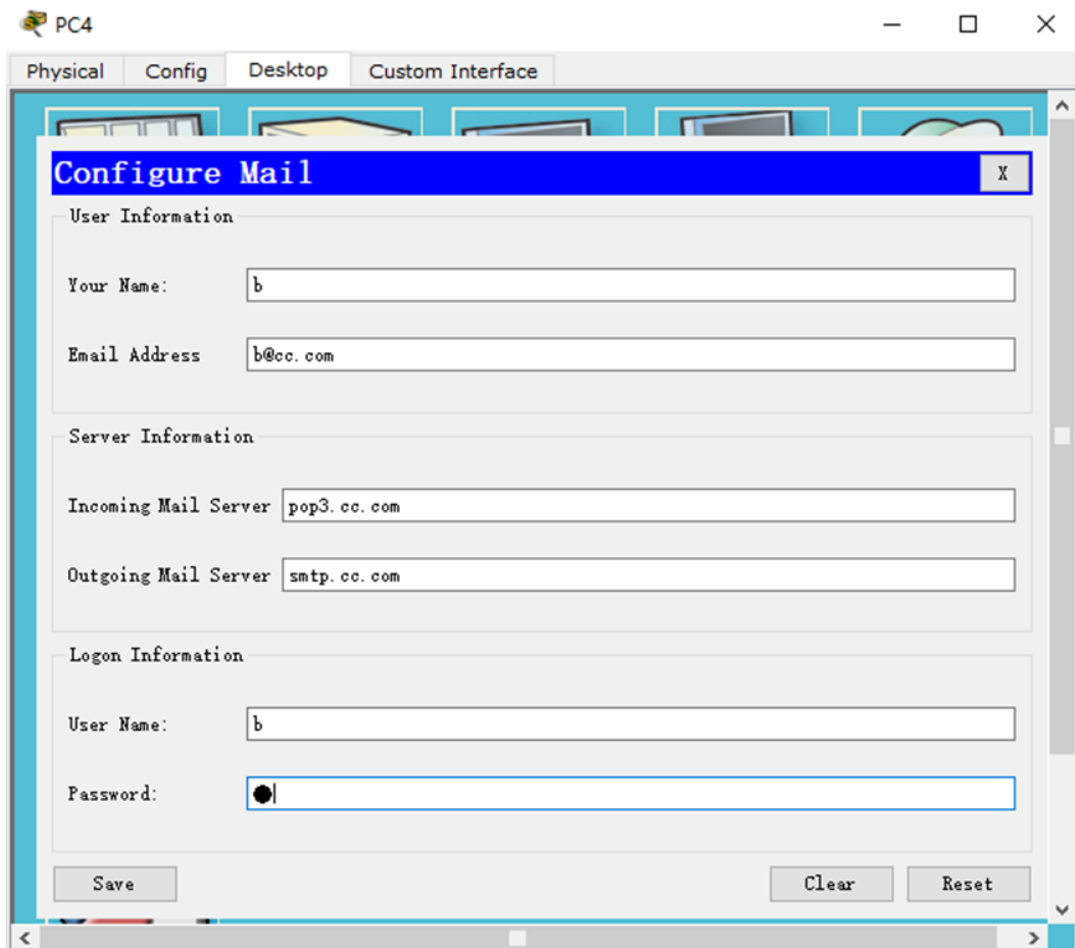 PC4
Physical Config Desktop Custom Interface
Configure Mail X
User Information
Your Name: b
Email Address b@cc.com
Server Information
Incoming Mail Server pop3.cc.com
Outgoing Mail Server smtp.cc.com
Logon Information
User Name: b
Password: ●
Save Clear Reset